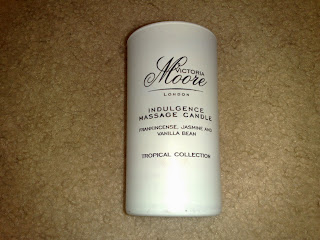 VICTORIA
Moore
LONDON
INDULGENCE
MASSAGE CANDLE
FRANKINCENSE, JASMINE AND
VANILLA BEAN
TROPICAL COLLECTION